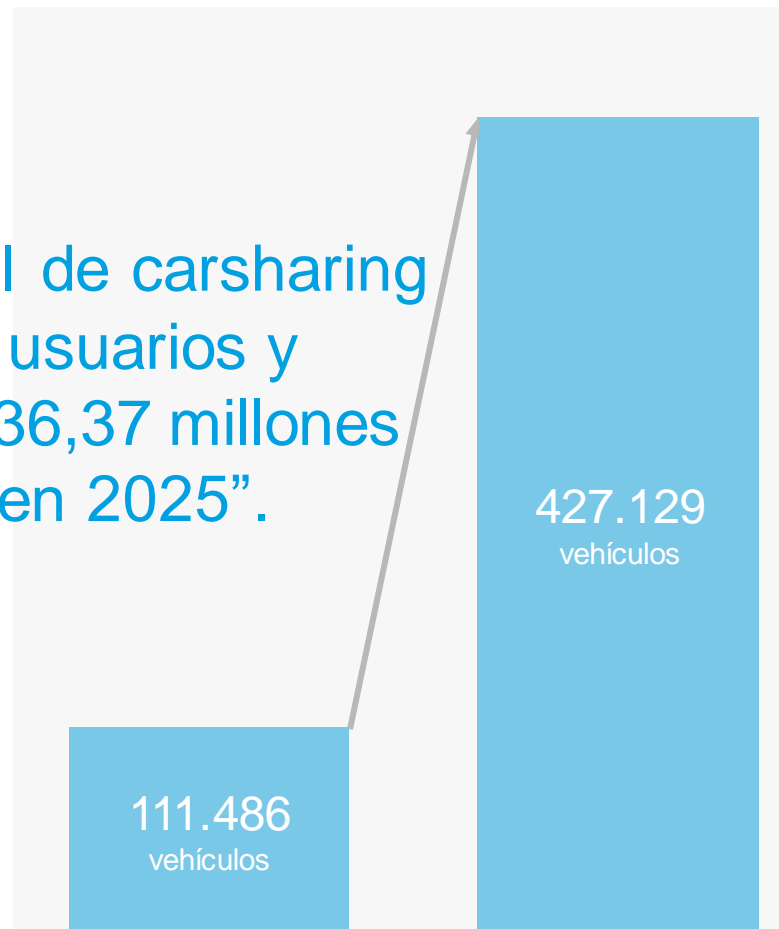 l de carsharing
usuarios y
36,37 millones
en 2025”.
427.129
vehículos
111.486
vehículos